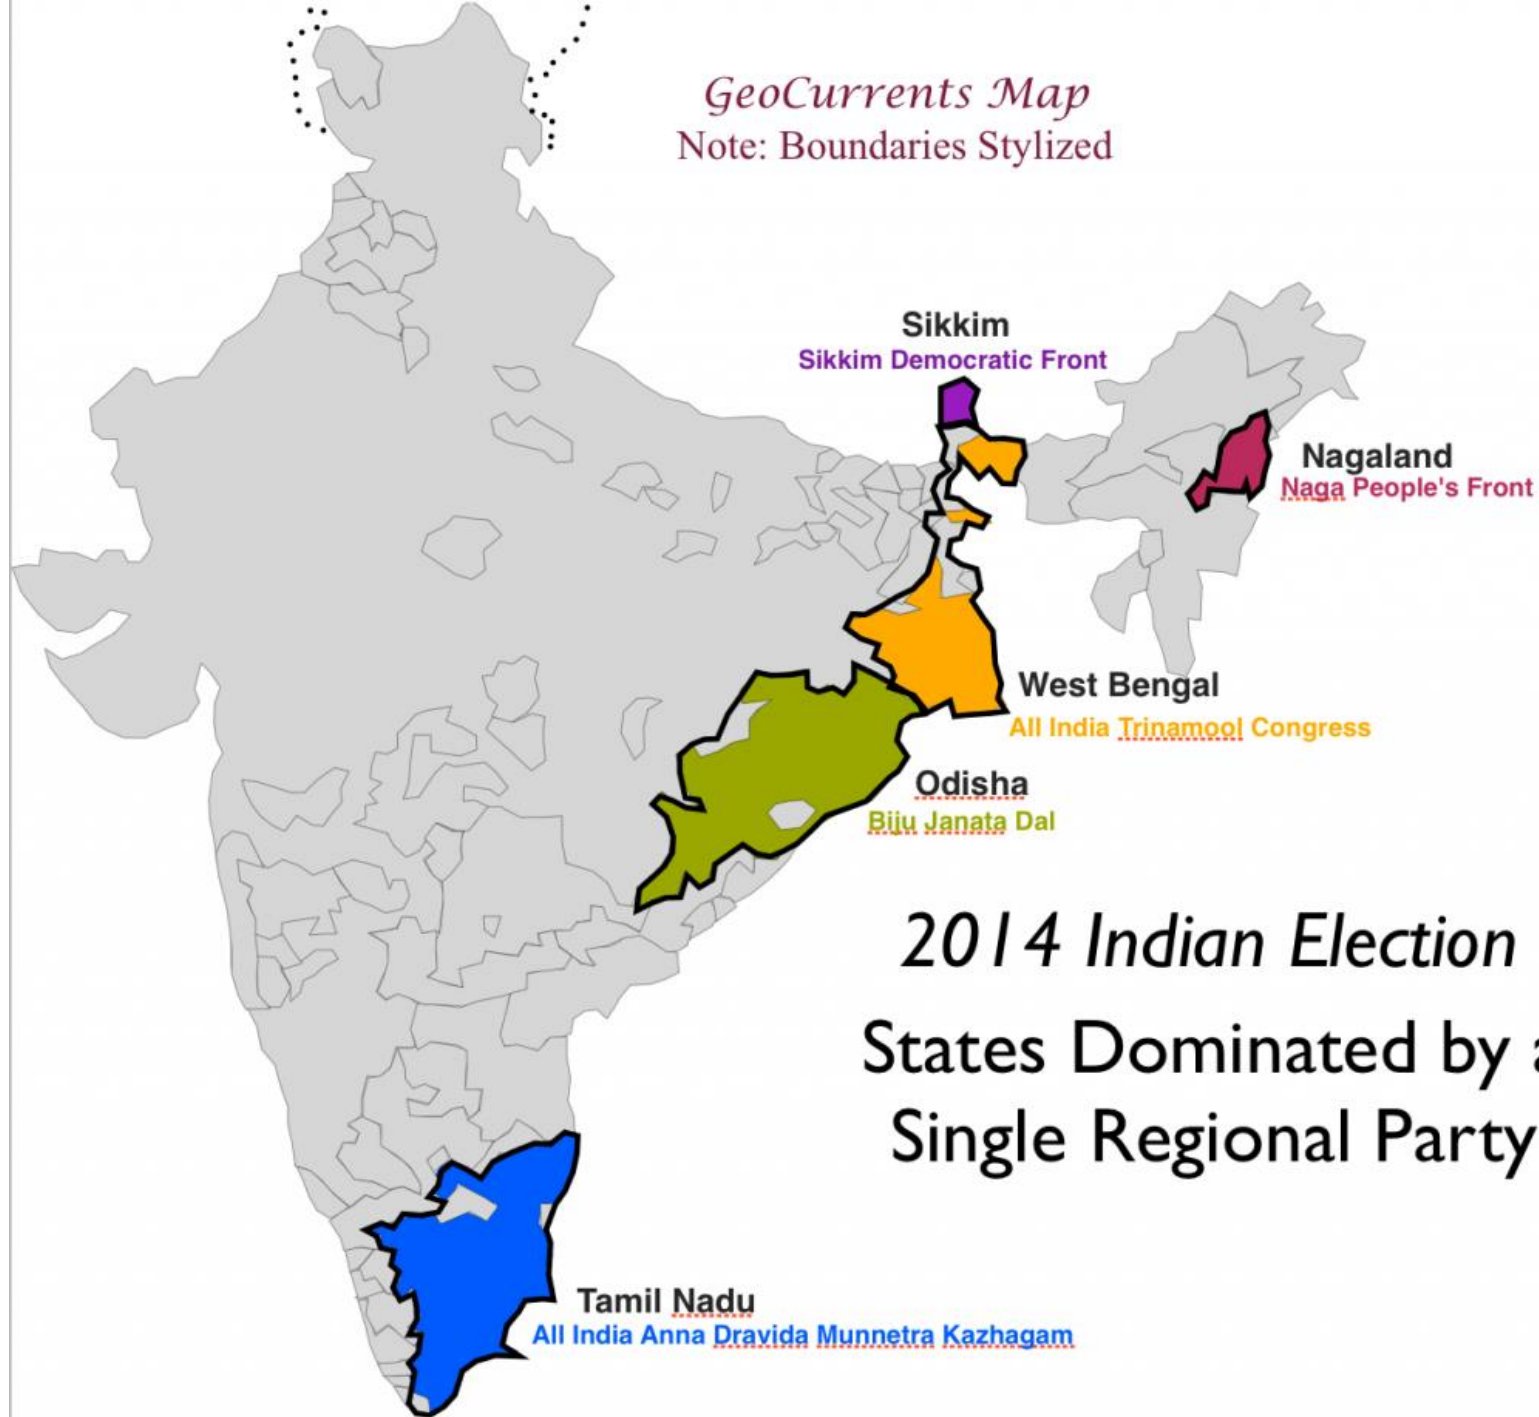 GeoCurrents Map
Note: Boundaries Stylized
Sikkim
Sikkim Democratic Front
Nagaland
Naga People's Front
West Bengal
All India Trinamool Congress
Odisha
Biju Janata Dal
2014 Indian Election
States Dominated by a
Single Regional Party
Tamil Nadu
All India Anna Dravida Munnetra Kazhagam